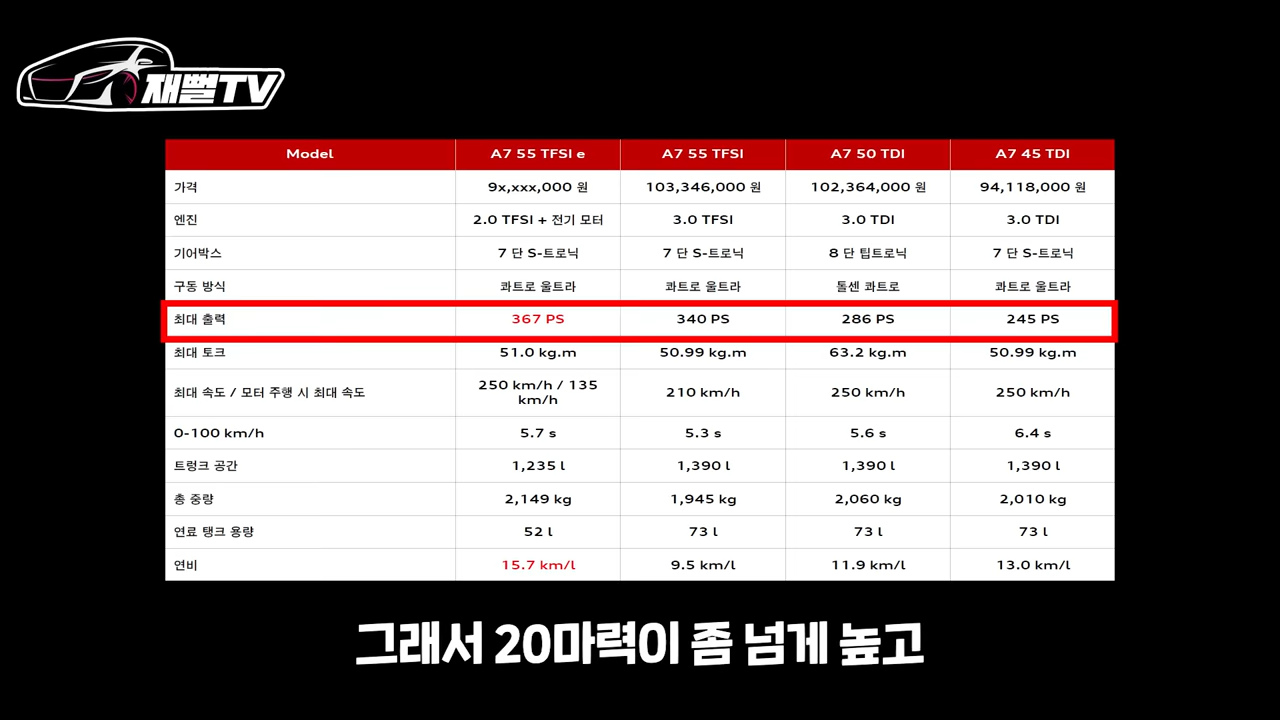 재뻘TV
Model A7 55 TFSI e A7 55 TFSI A7 50 TDI A7 45 TDI
가격 9x,xxx,000 원 103,346,000 원 102,364,000 원 94,118,000 원
엔진 2.0 TFSI + 전기 모터 3.0 TFSI 3.0 TDI 3.0 TDI
기어박스 7 단 S-트로닉 7 단 S-트로닉 8 단 팁트로닉 7 단 S-트로닉
구동 방식 콰트로 울트라 콰트로 울트라 톨센 콰트로 콰트로 울트라
최대 출력 367 PS 340 PS 286 PS 245 PS
최대 토크 51.0 kg.m 50.99 kg.m 63.2 kg.m 50.99 kg.m
최대 속도 / 모터 주행 시 최대 속도 250 km/h / 135 km/h 210 km/h 250 km/h 250 km/h
0-100 km/h 5.7 s 5.3 s 5.6 s 6.4 s
트렁크 공간 1,235 l 1,390 l 1,390 l 1,390 l
총 중량 2,149 kg 1,945 kg 2,060 kg 2,010 kg
연료 탱크 용량 52 l 73 l 73 l 73 l
연비 15.7 km/l 9.5 km/l 11.9 km/l 13.0 km/l
그래서 20마력이 좀 넘게 높고